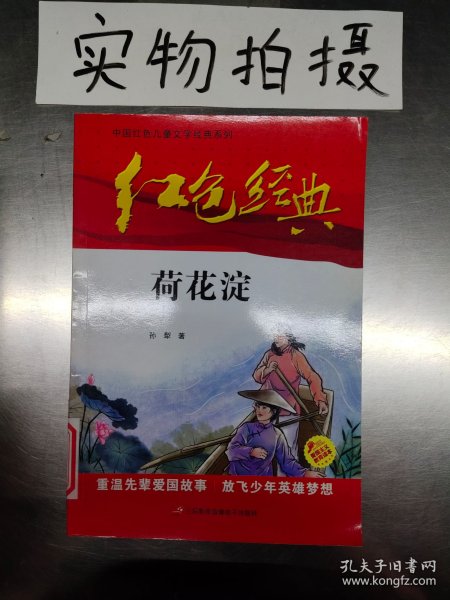 实物拍摄
中国红色儿童文学经典系列
红色经典
荷花淀
孙犁 著
重温先辈爱国故事 放飞少年英雄梦想
孔夫子旧书网
www.kongfz.com